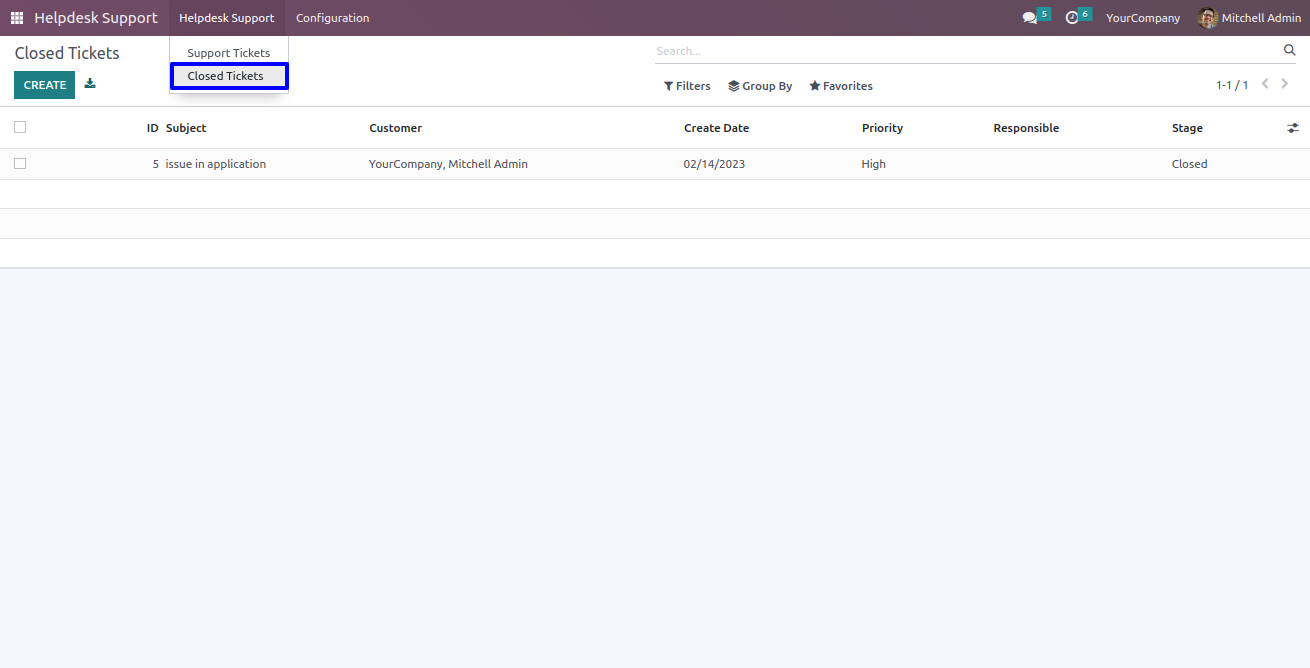 Helpdesk Support Helpdesk Support Configuration 5 6 YourCompany Mitchell Admin
Closed Tickets Support Tickets Search...
Closed Tickets
CREATE Filters Group By Favorites 1-1 / 1
ID Subject Customer Create Date Priority Responsible Stage
5 issue in application YourCompany, Mitchell Admin 02/14/2023 High Closed